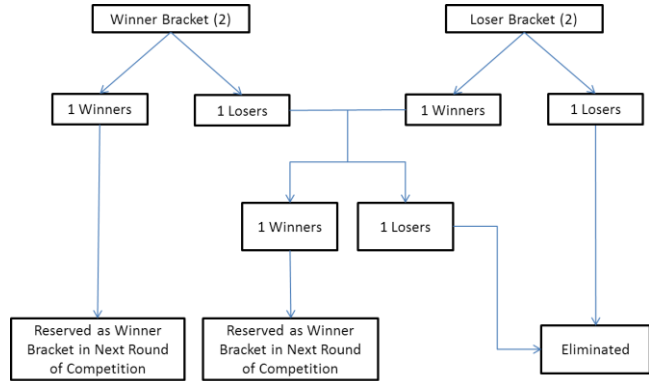 Winner Bracket (2)
Loser Bracket (2)
1 Winners
1 Losers
1 Winners
1 Losers
1 Winners
1 Losers
Reserved as Winner
Bracket in Next Round
of Competition
Reserved as Winner
Bracket in Next Round
of Competition
Eliminated